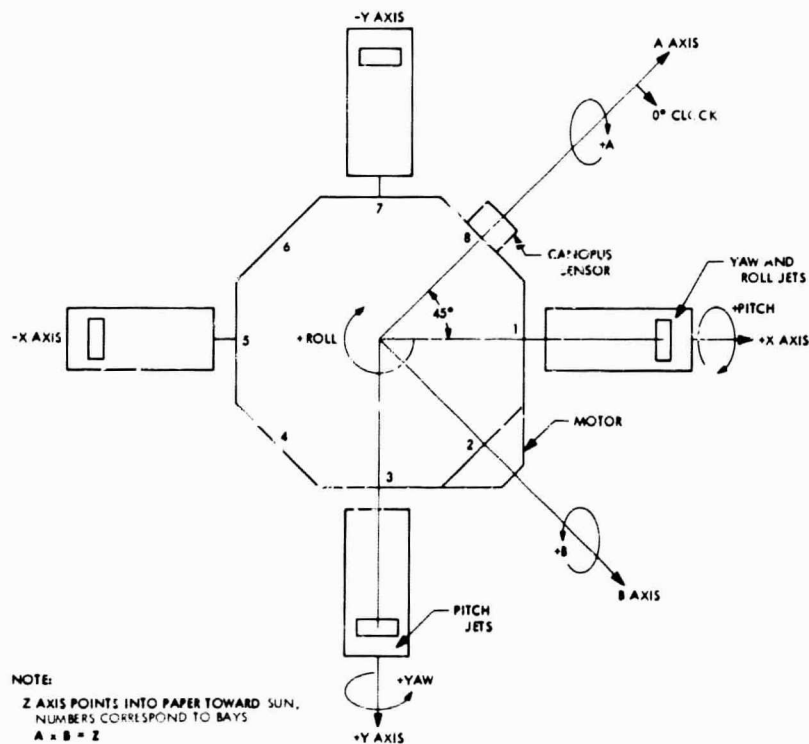 -Y AXIS
A AXIS
0° CLOCK
+A
7
6
8
CANOPUS
SENSOR
YAW AND
ROLL JETS
+PITCH
45°
1
-X AXIS
5
+ROLL
+X AXIS
MOTOR
4
2
3
+B
B AXIS
PITCH
JETS
NOTE:
+YAW
Z AXIS POINTS INTO PAPER TOWARD SUN,
NUMBERS CORRESPOND TO BAYS
A x B = Z
+Y AXIS